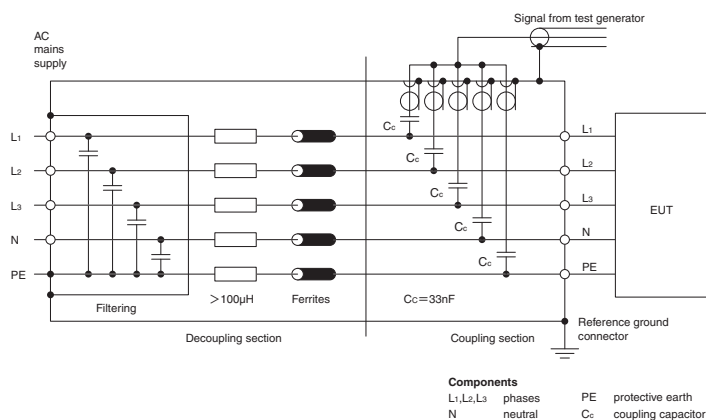 Signal from test generator
AC
mains
supply
Cc
L1
L1
Cc
L2
L2
Cc
L3
L3
EUT
Cc
N
N
Cc
PE
PE
Filtering
>100µH
Ferrites
Cc=33nF
Decoupling section
Coupling section
Reference ground
connector
Components
L1,L2,L3 phases PE protective earth
N neutral Cc coupling capacitor